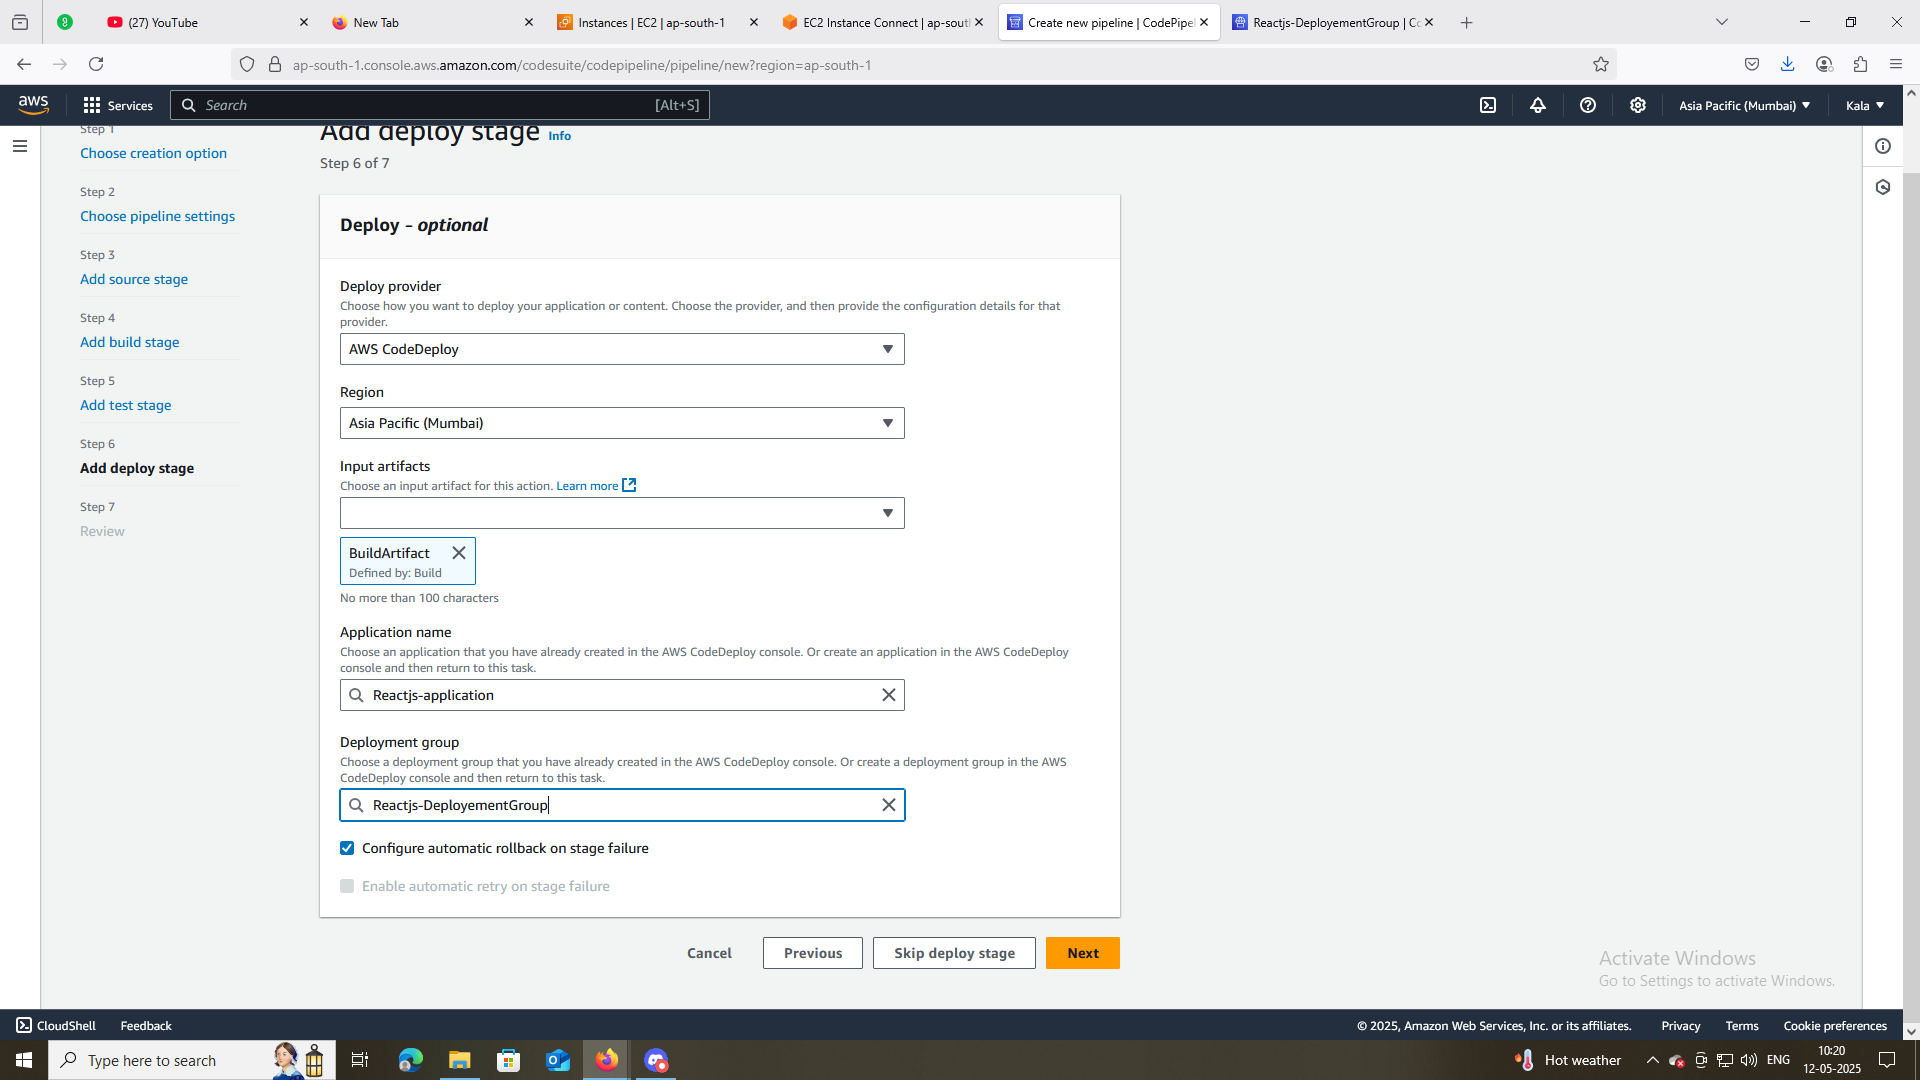 (27) YouTube
New Tab
Instances | EC2 | ap-south-1
EC2 Instance Connect | ap-sout
Create new pipeline | CodePipe
Reactjs-DeployementGroup | Co
ap-south-1.console.aws.amazon.com/codesuite/codepipeline/pipeline/new?region=ap-south-1
aws
Services
Search
[Alt+S]
Asia Pacific (Mumbai)
Kala
Step 1
Choose creation option
Step 2
Choose pipeline settings
Step 3
Add source stage
Step 4
Add build stage
Step 5
Add test stage
Step 6
Add deploy stage
Step 7
Review
Add deploy stage Info
Step 6 of 7
Deploy - optional
Deploy provider
Choose how you want to deploy your application or content. Choose the provider, and then provide the configuration details for that
provider.
AWS CodeDeploy
Region
Asia Pacific (Mumbai)
Input artifacts
Choose an input artifact for this action. Learn more
BuildArtifact
Defined by: Build
No more than 100 characters
Application name
Choose an application that you have already created in the AWS CodeDeploy console. Or create an application in the AWS CodeDeploy
console and then return to this task.
Reactjs-application
Deployment group
Choose a deployment group that you have already created in the AWS CodeDeploy console. Or create a deployment group in the AWS
CodeDeploy console and then return to this task.
Reactjs-DeployementGroup
Configure automatic rollback on stage failure
Enable automatic retry on stage failure
Cancel
Previous
Skip deploy stage
Next
Activate Windows
Go to Settings to activate Windows.
CloudShell
Feedback
© 2025, Amazon Web Services, Inc. or its affiliates.
Privacy
Terms
Cookie preferences
Type here to search
Hot weather
ENG
10:20
12-05-2025